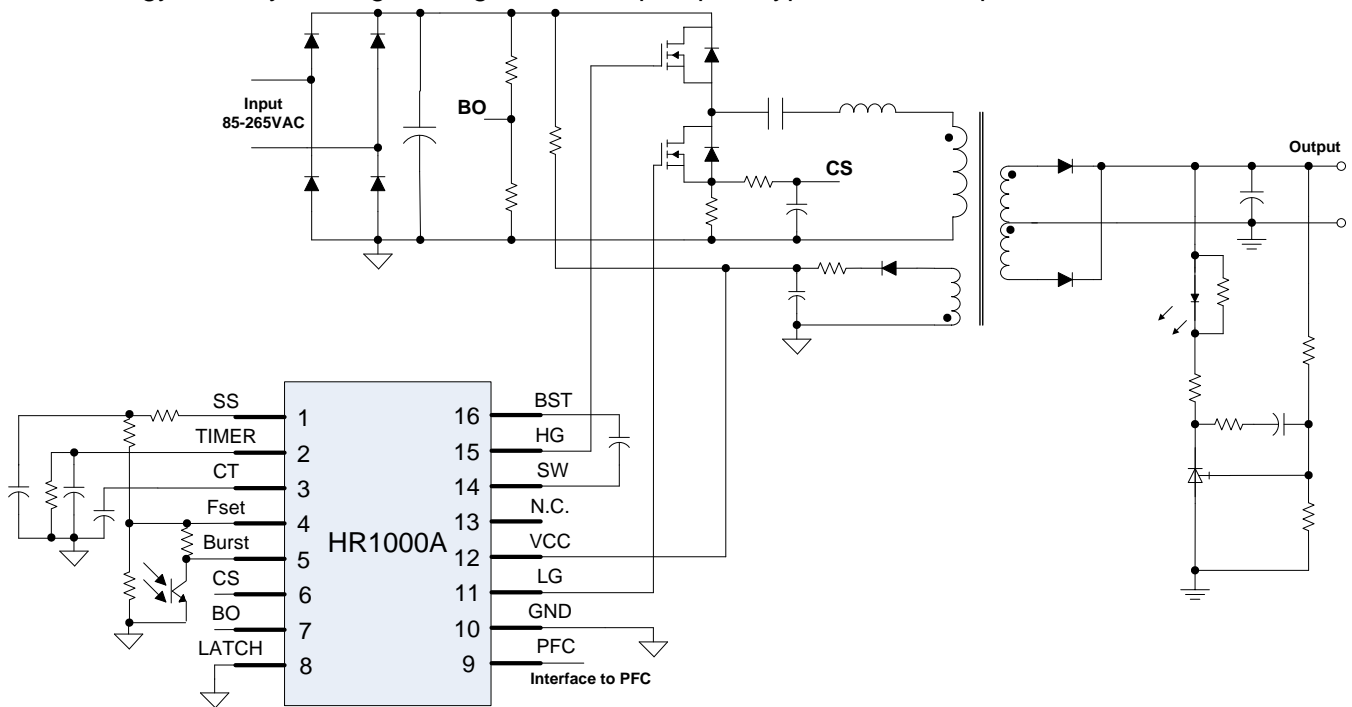 Input
85-265VAC
BO
CS
Output
SS
1
TIMER
2
CT
3
Fset
4
Burst
5
CS
6
BO
7
LATCH
8
HR1000A
BST
16
HG
15
SW
14
N.C.
13
VCC
12
LG
11
GND
10
PFC
9
Interface to PFC